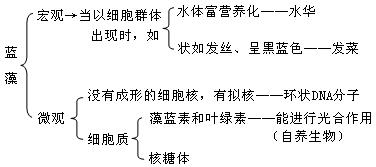 蓝藻
宏观→当以细胞群体出现时，如
水体富营养化——水华
状如发丝、呈黑蓝色——发菜
微观
没有成形的细胞核，有拟核——环状DNA分子
细胞质
藻蓝素和叶绿素——能进行光合作用
（自养生物）
核糖体